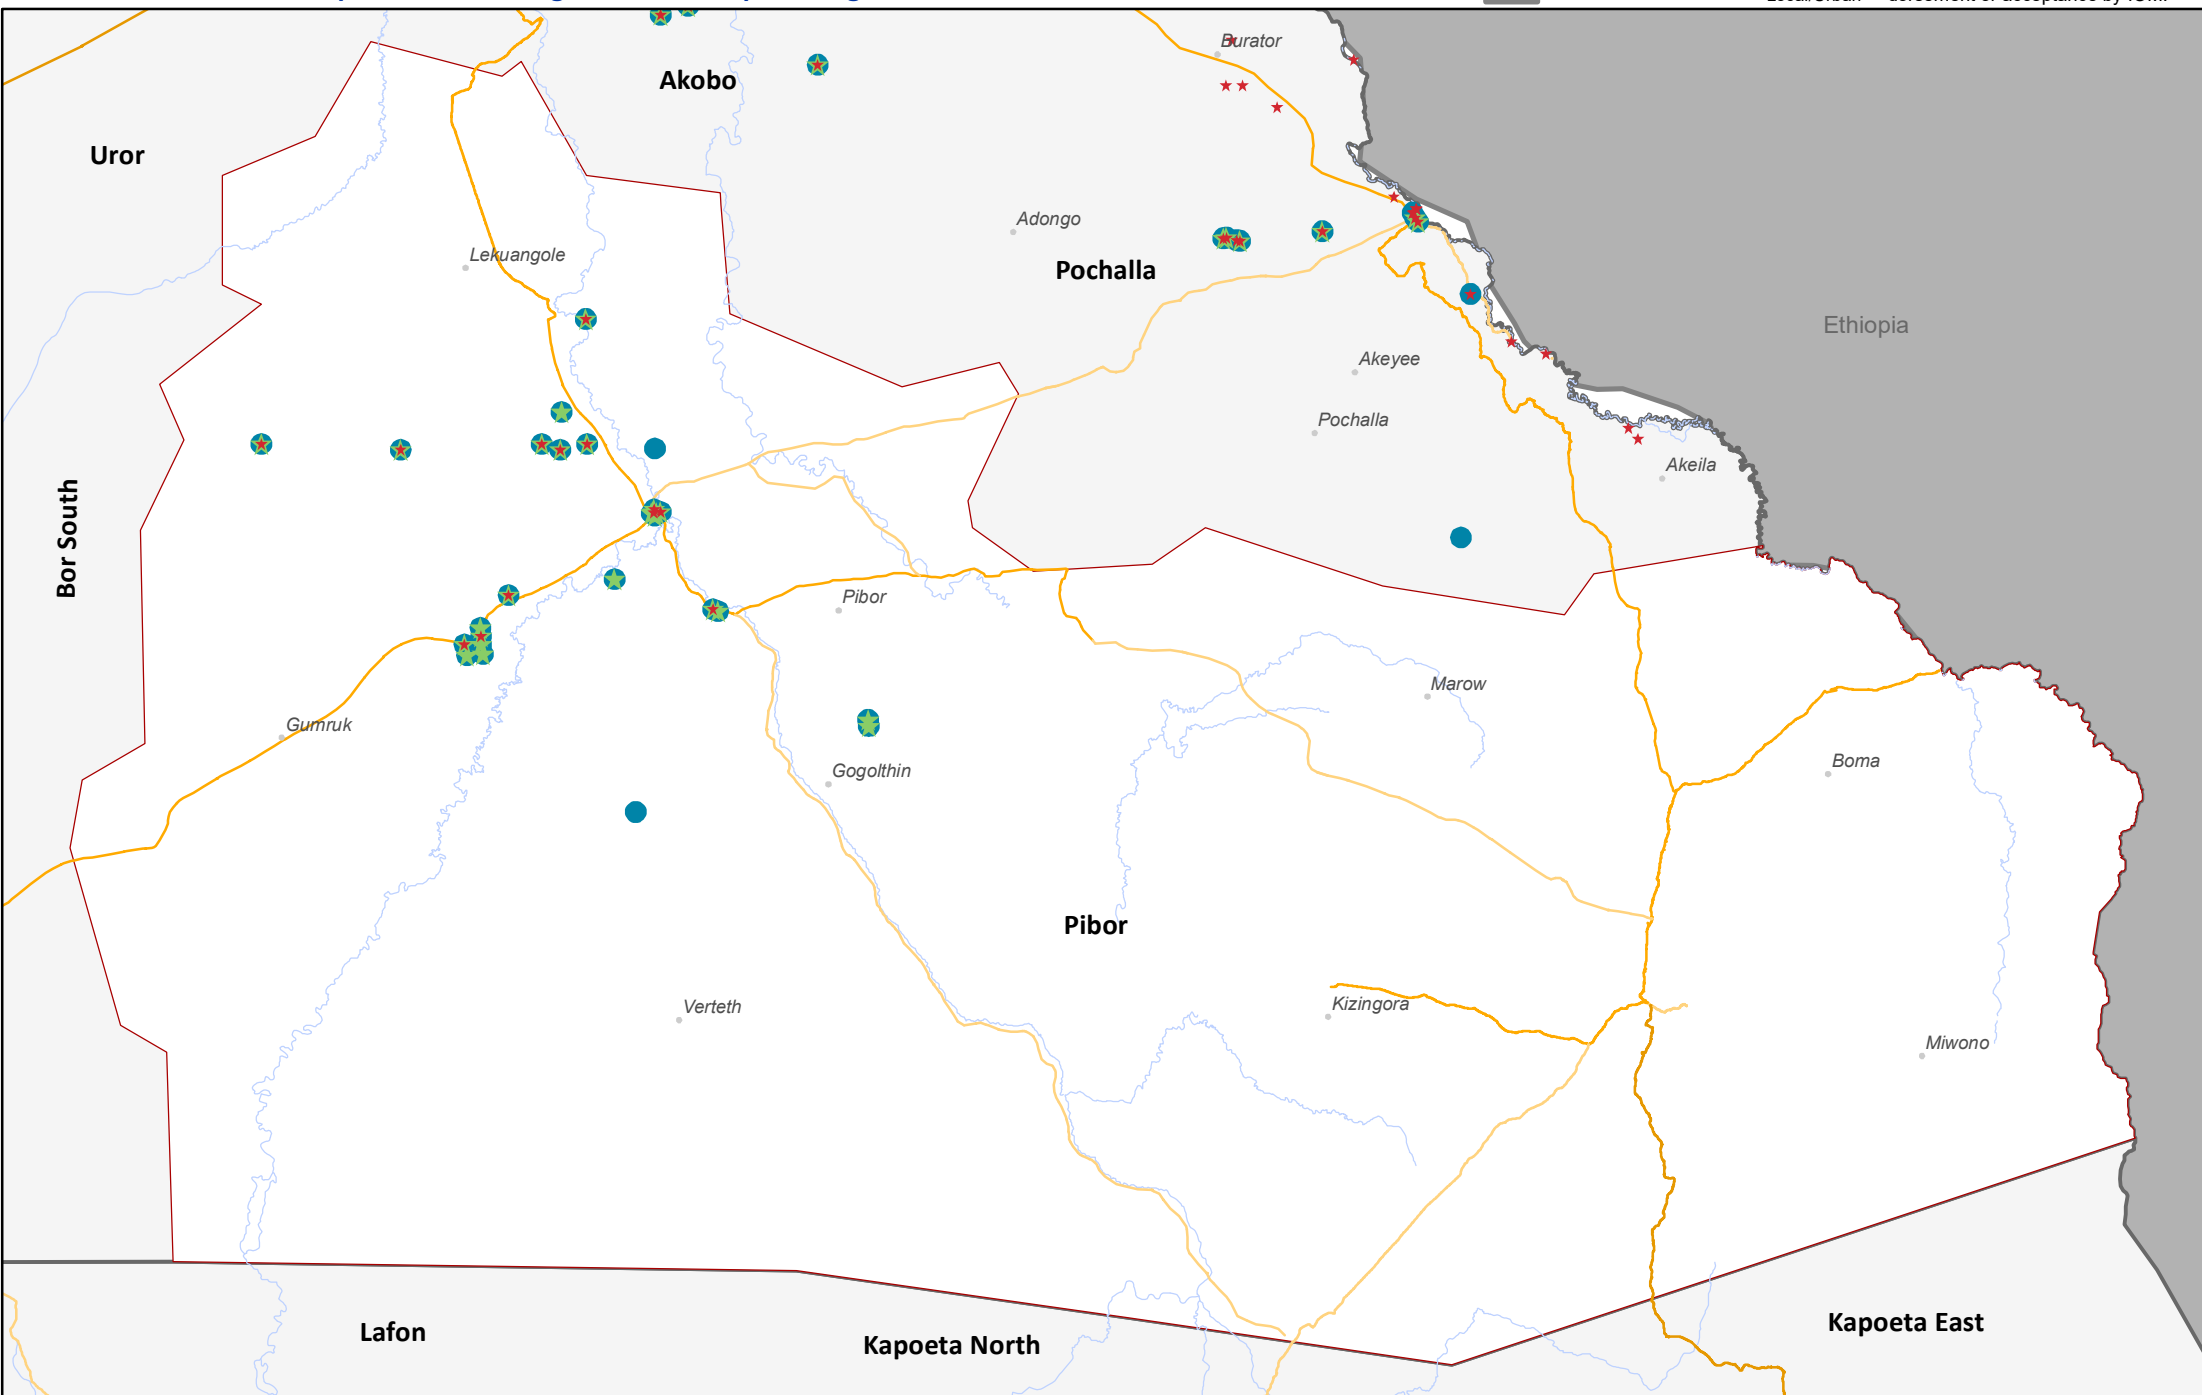 Burator
Akobo
Uror
Adongo
Lekuangole
Pochalla
Ethiopia
Akeyee
Pochalla
Akeila
Bor South
Pibor
Marow
Gumruk
Boma
Gogolthin
Pibor
Kizingora
Verteth
Miwono
Kapoeta East
Lafon
Kapoeta North